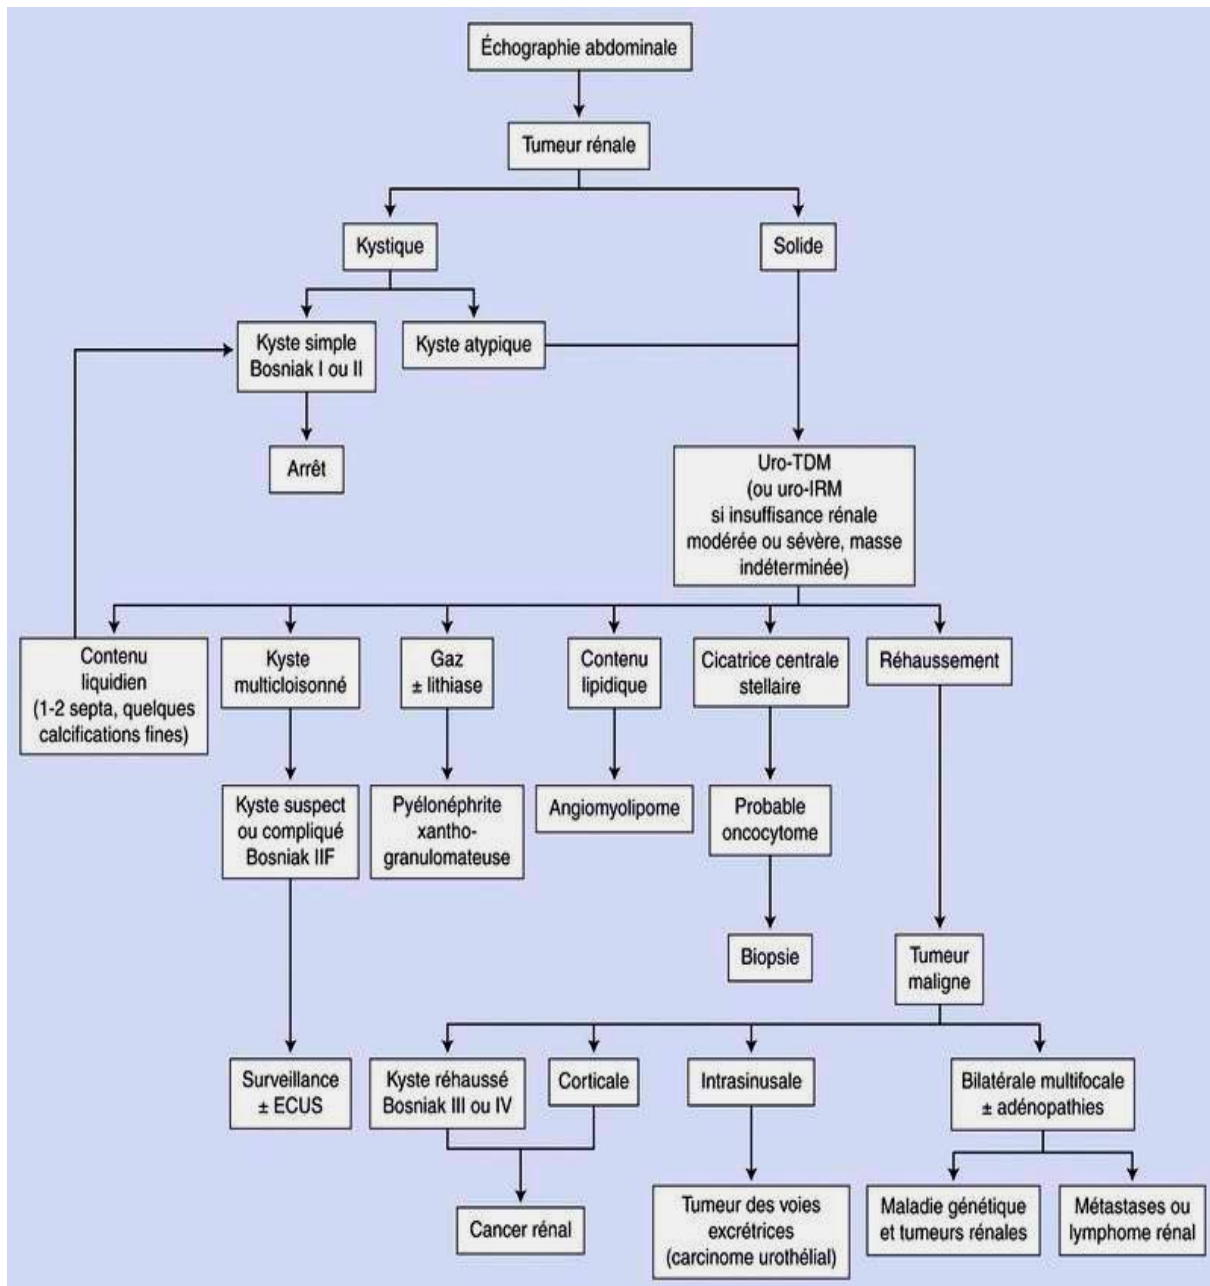 Échographie abdominale
Tumeur rénale
Kystique
Solide
Kyste simple
Bosniak I ou II
Kyste atypique
Arrêt
Uro-TDM
(ou uro-IRM
si insuffisance rénale
modérée ou sévère, masse
indéterminée)
Contenu
liquidien
(1-2 septa, quelques
calcifications fines)
Kyste
multicloisonné
Gaz
± lithiase
Contenu
lipidique
Cicatrice centrale
stellaire
Réhaussement
Kyste suspect
ou compliqué
Bosniak IIF
Pyélonéphrite
xantho-
granulomateuse
Angiomyolipome
Probable
oncocytome
Biopsie
Tumeur
maligne
Surveillance
± ECUS
Kyste réhaussé
Bosniak III ou IV
Corticale
Intrasinusale
Bilatérale multifocale
± adénopathies
Cancer rénal
Tumeur des voies
excrétrices
(carcinome urothélial)
Maladie génétique
et tumeurs rénales
Métastases ou
lymphome rénal